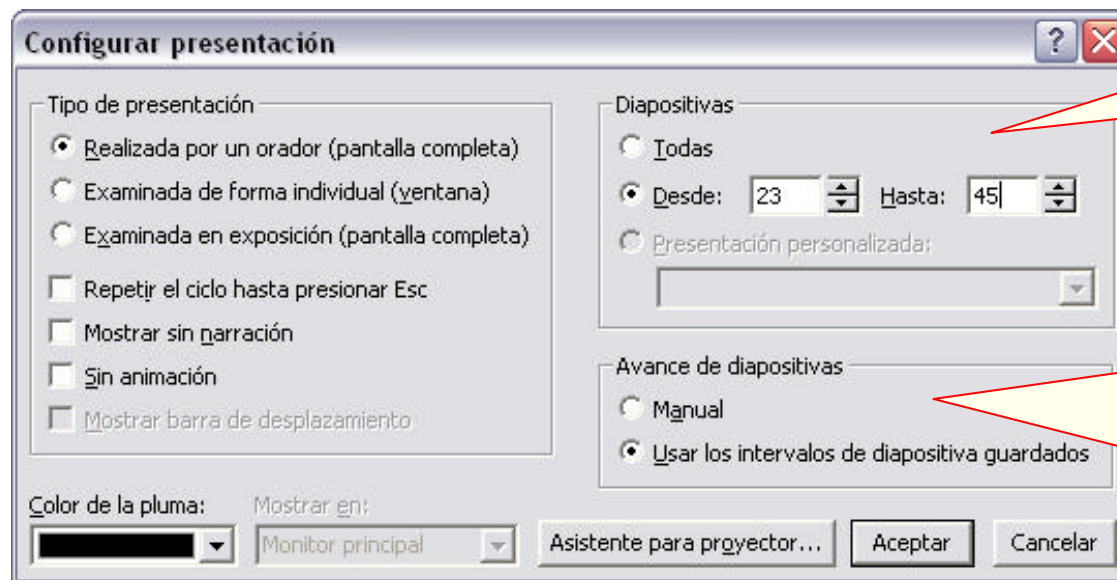 Configurar presentación
Tipo de presentación
Realizada por un orador (pantalla completa)
Examinada de forma individual (ventana)
Examinada en exposición (pantalla completa)
Repetir el ciclo hasta presionar Esc
Mostrar sin narración
Sin animación
Mostrar barra de desplazamiento
Diapositivas
Todas
Desde: 23 Hasta: 45
Presentación personalizada:
Avance de diapositivas
Manual
Usar los intervalos de diapositiva guardados
Color de la pluma: Mostrar en:
Monitor principal Asistente para proyector... Aceptar Cancelar